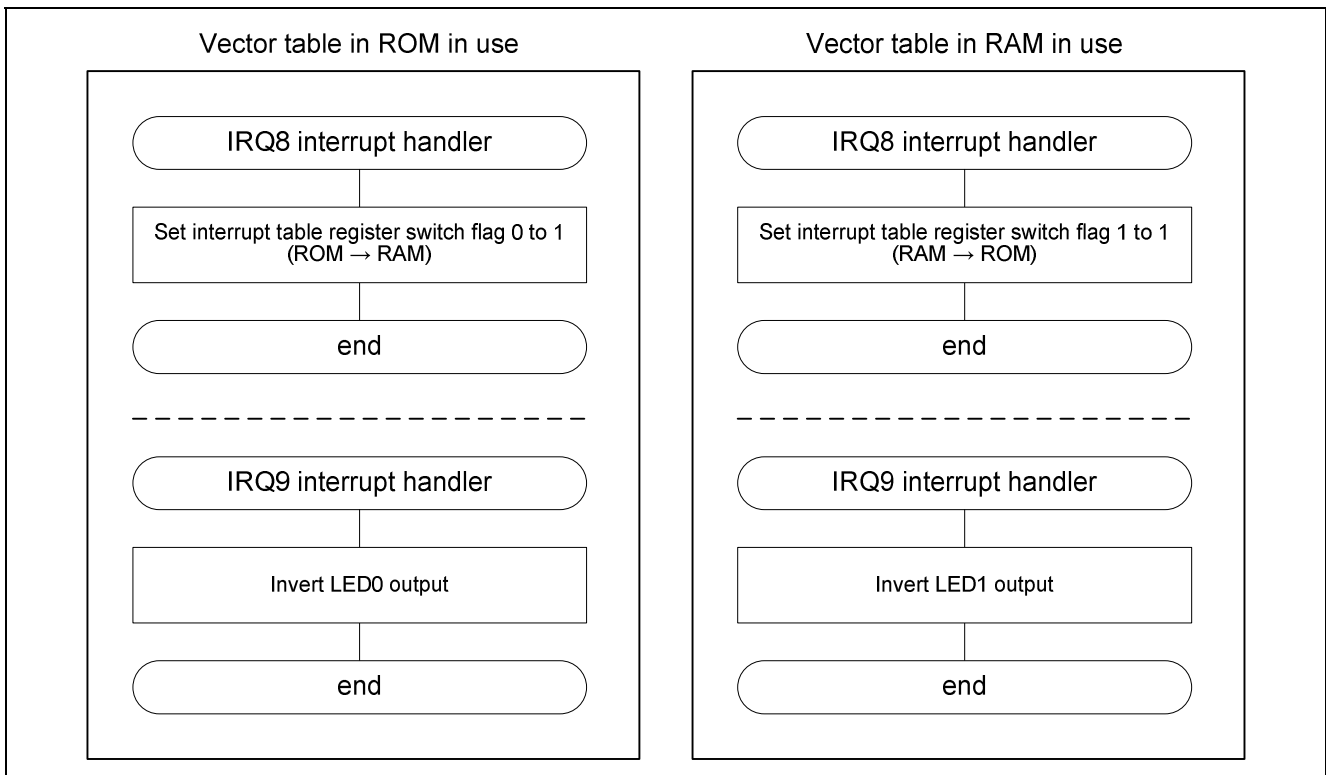 Vector table in ROM in use
IRQ8 interrupt handler
Set interrupt table register switch flag 0 to 1
(ROM → RAM)
end
IRQ9 interrupt handler
Invert LED0 output
end
Vector table in RAM in use
IRQ8 interrupt handler
Set interrupt table register switch flag 1 to 1
(RAM → ROM)
end
IRQ9 interrupt handler
Invert LED1 output
end